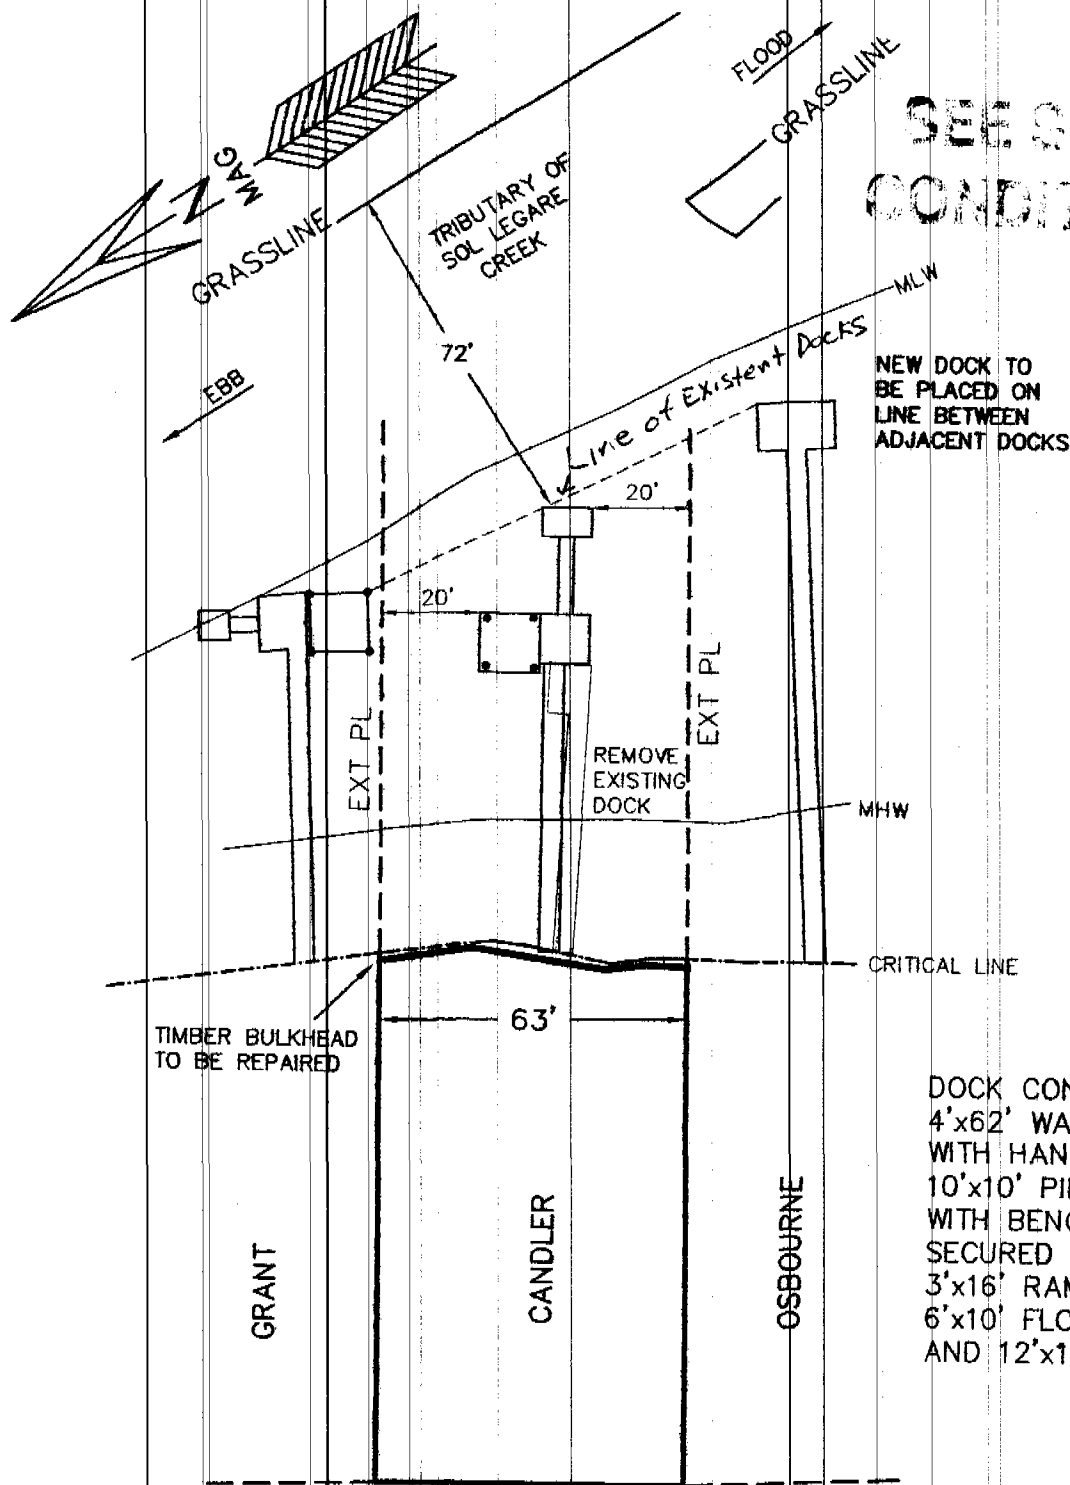 FLOOD
GRASSLINE
SEE
N
MAG
TRIBUTARY OF
SOL LEGARE
CREEK
GRASSLINE
MLW
72'
Line of Existent Docks
NEW DOCK TO
BE PLACED ON
LINE BETWEEN
ADJACENT DOCKS
EBB
20'
20'
EXT PL
EXT PL
REMOVE
EXISTING
DOCK
MHW
CRITICAL LINE
63'
TIMBER BULKHEAD
TO BE REPAIRED
DOCK CON
4'x62' WA
WITH HAN
10'x10' PI
WITH BENC
SECURED
3'x16' RAM
6'x10' FLO
AND 12'x1
GRANT
CANDLER
OSBOURNE